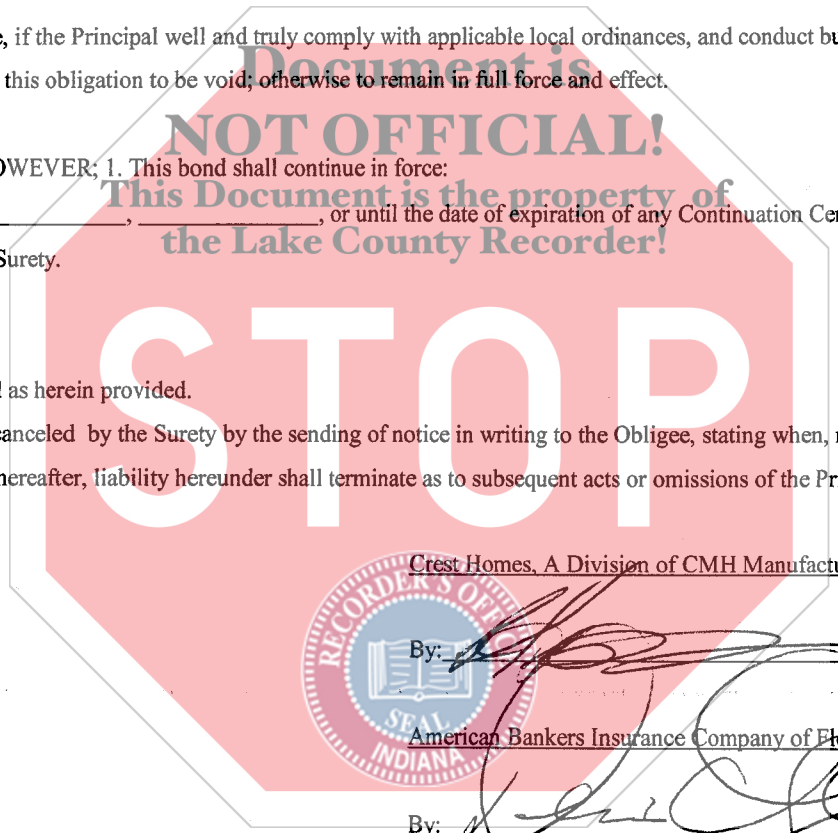 e, if the Principal well and truly comply with applicable local ordinances, and conduct bu
Document is
this obligation to be void; otherwise to remain in full force and effect.
NOT OFFICIAL!
OWEVER; 1. This bond shall continue in force:
This Document is the property of
, , or until the date of expiration of any Continuation Cer
the Lake County Recorder!
Surety.
STOP
as herein provided.
canceled by the Surety by the sending of notice in writing to the Obligee, stating when,
hereafter, liability hereunder shall terminate as to subsequent acts or omissions of the Pr
Crest Homes, A Division of CMH Manufactu
RECORDER'S OFFICE
By:
SEAL
INDIANA
American Bankers Insurance Company of Fl
By: